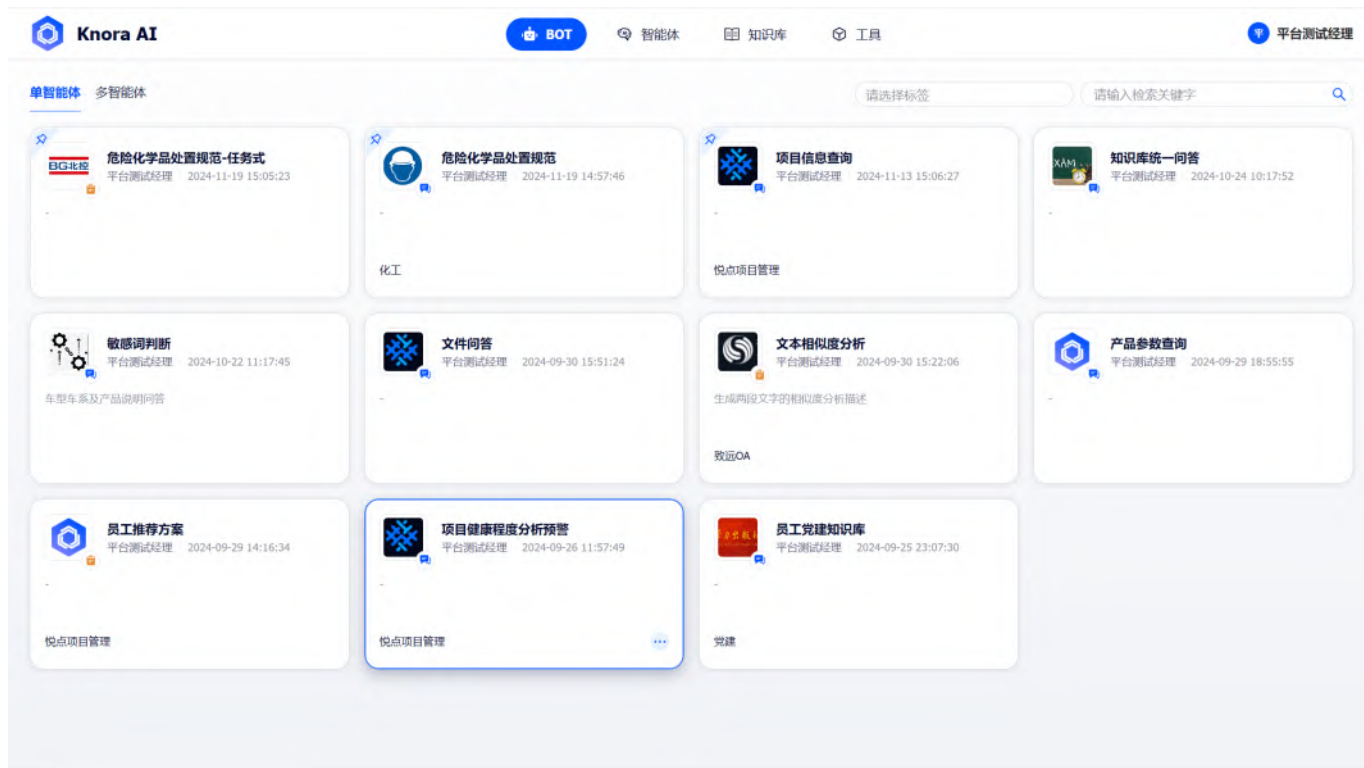 Knora AI
BOT
智能体
知识库
工具
平
平台测试经理
单智能体
多智能体
请选择标签
请输入检索关键字
BG北控
危险化学品处置规范-任务式
平台测试经理 2024-11-19 15:05:23
-
危险化学品处置规范
平台测试经理 2024-11-19 14:57:46
-
化工
项目信息查询
平台测试经理 2024-11-13 15:06:27
-
悦点项目管理
XAM
知识库统一问答
平台测试经理 2024-10-24 10:17:52
-
敏感词判断
平台测试经理 2024-10-22 11:17:45
车型车系及产品说明问答
文件问答
平台测试经理 2024-09-30 15:51:24
-
文本相似度分析
平台测试经理 2024-09-30 15:22:06
生成两段文字的相似度分析描述
致远OA
产品参数查询
平台测试经理 2024-09-29 18:55:55
-
员工推荐方案
平台测试经理 2024-09-29 14:16:34
-
悦点项目管理
项目健康程度分析预警
平台测试经理 2024-09-26 11:57:49
-
悦点项目管理
...
员工党建知识库
平台测试经理 2024-09-25 23:07:30
-
党建